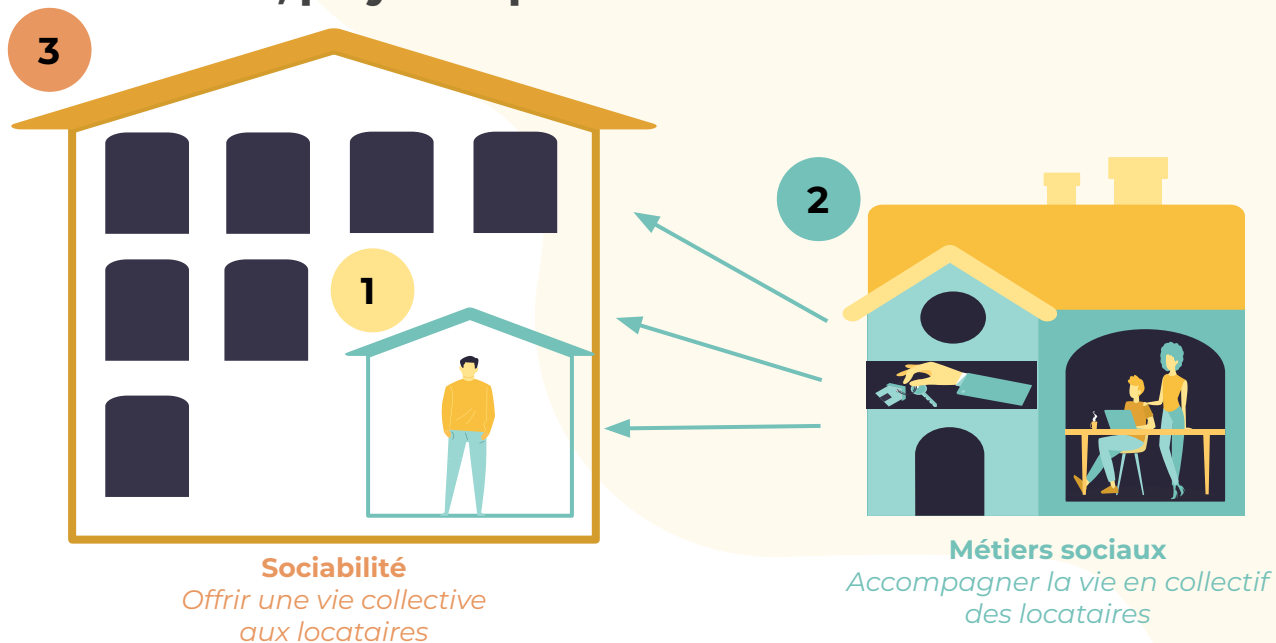 3
2
1
Sociabilité
Offrir une vie collective
aux locataires
Métiers sociaux
Accompagner la vie en collectif
des locataires